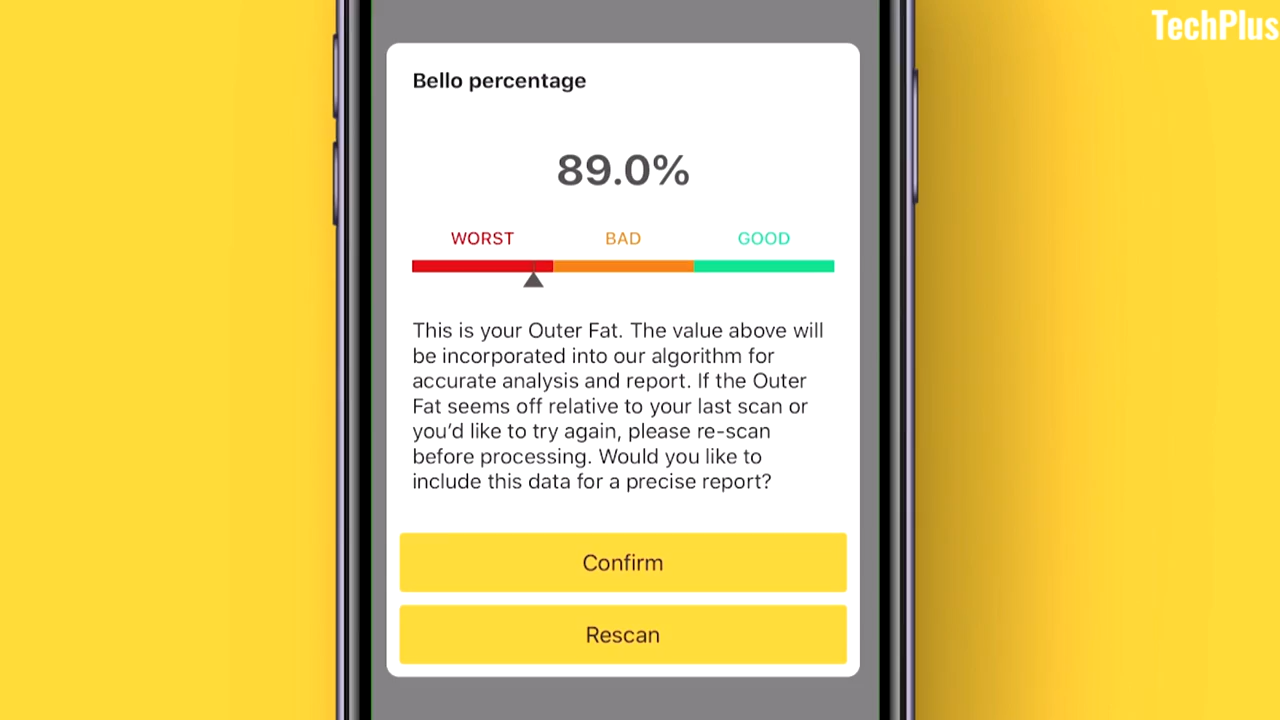 TechPlus
Bello percentage
89.0%
WORST BAD GOOD
This is your Outer Fat. The value above will
be incorporated into our algorithm for
accurate analysis and report. If the Outer
Fat seems off relative to your last scan or
you’d like to try again, please re-scan
before processing. Would you like to
include this data for a precise report?
Confirm
Rescan